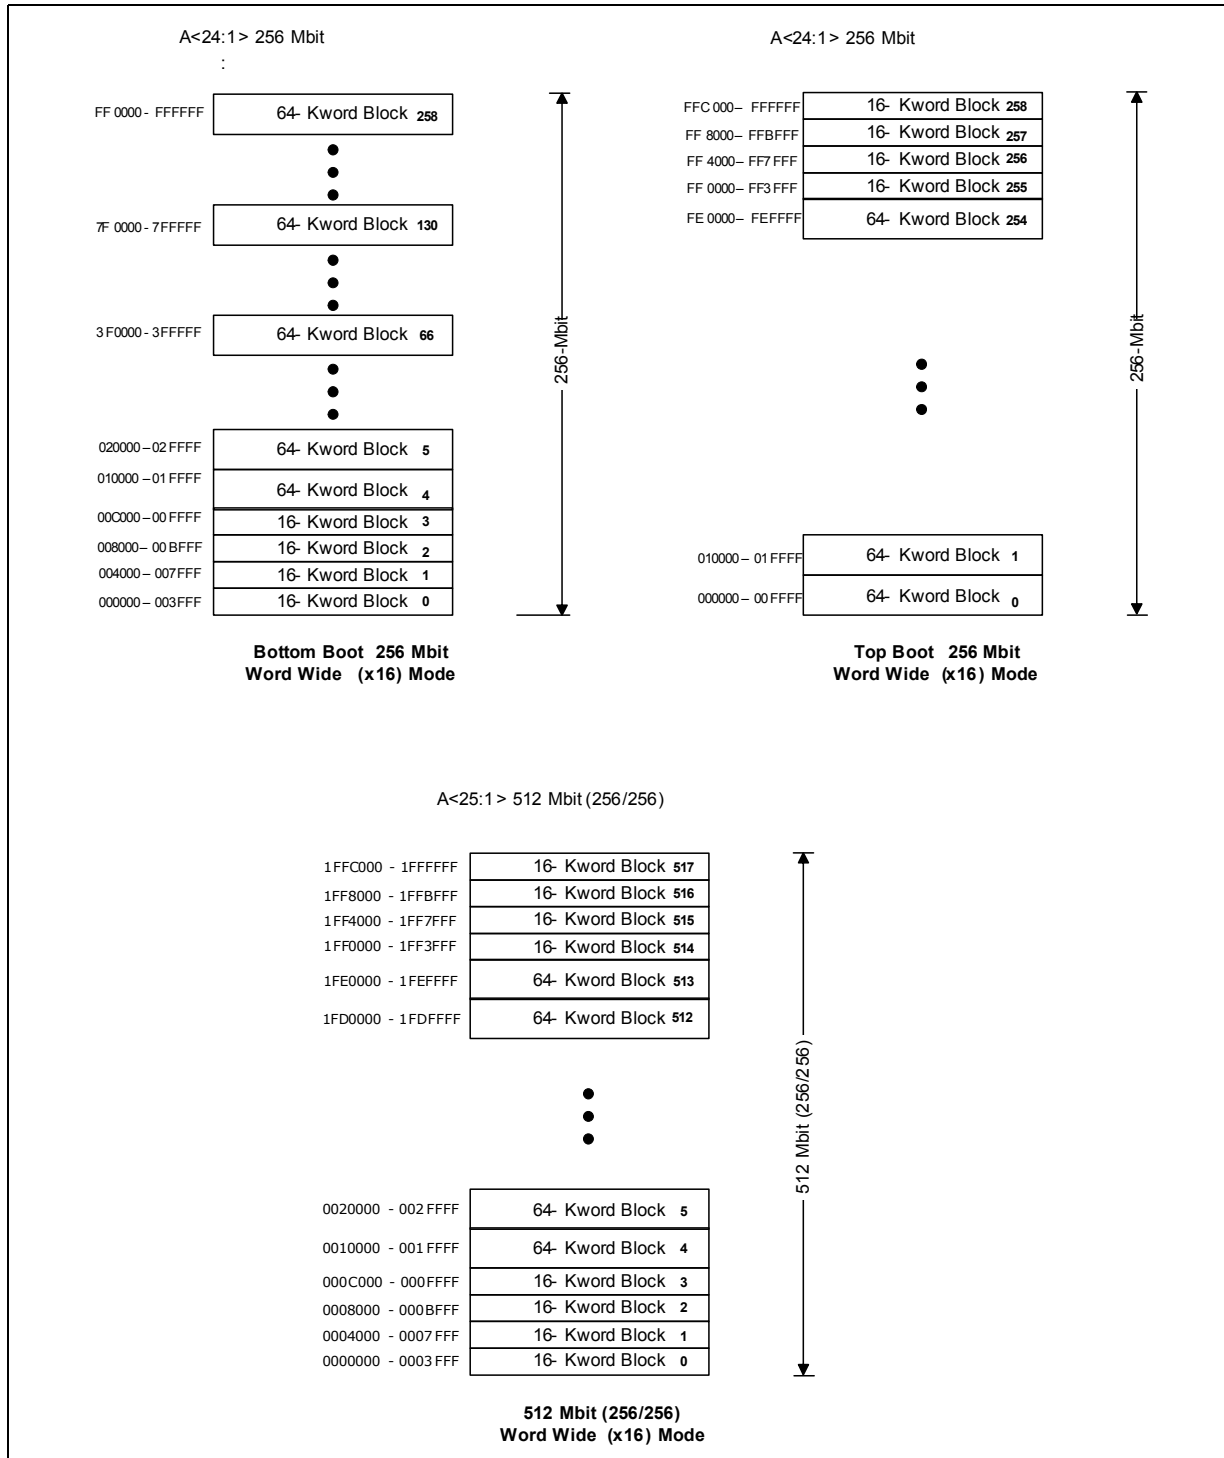 A<24:1> 256 Mbit
:
FF 0000 - FFFFFF 64- Kword Block 258
7F 0000 - 7FFFFF 64- Kword Block 130
3F0000 - 3FFFFF 64- Kword Block 66
020000 – 02 FFFF 64- Kword Block 5
010000 – 01 FFFF 64- Kword Block 4
00C000 – 00 FFFF 16- Kword Block 3
008000 – 00 BFFF 16- Kword Block 2
004000 – 007FFF 16- Kword Block 1
000000 – 003FFF 16- Kword Block 0
256-Mbit
Bottom Boot 256 Mbit
Word Wide (x16) Mode
A<24:1> 256 Mbit
FFC 000 – FFFFFF 16- Kword Block 258
FF 8000 – FFBFFF 16- Kword Block 257
FF 4000 – FF7 FFF 16- Kword Block 256
FF 0000 – FF3 FFF 16- Kword Block 255
FE 0000 – FEFFFF 64- Kword Block 254
010000 – 01 FFFF 64- Kword Block 1
000000 – 00 FFFF 64- Kword Block 0
256-Mbit
Top Boot 256 Mbit
Word Wide (x16) Mode
A<25:1> 512 Mbit (256/256)
1FFC000 - 1FFFFFF 16- Kword Block 517
1FF8000 - 1FFBFFF 16- Kword Block 516
1FF4000 - 1FF7FFF 16- Kword Block 515
1FF0000 - 1FF3FFF 16- Kword Block 514
1FE0000 - 1FEFFFF 64- Kword Block 513
1FD0000 - 1FDFFFF 64- Kword Block 512
0020000 - 002 FFFF 64- Kword Block 5
0010000 - 001 FFFF 64- Kword Block 4
000C000 - 000 FFFF 16- Kword Block 3
0008000 - 000BFFF 16- Kword Block 2
0004000 - 0007 FFF 16- Kword Block 1
0000000 - 0003 FFF 16- Kword Block 0
512 Mbit (256/256)
512 Mbit (256/256)
Word Wide (x16) Mode